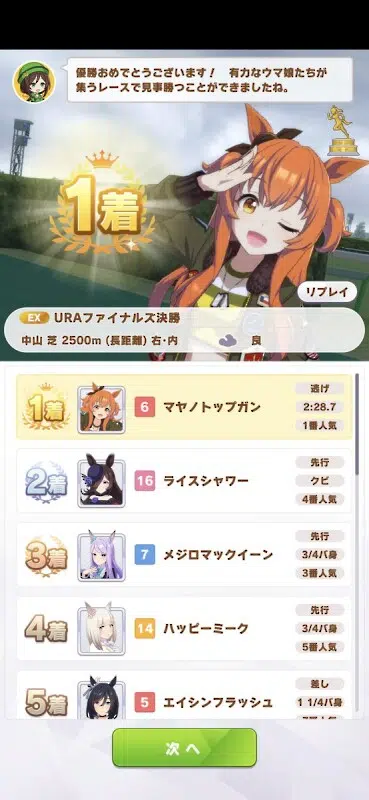 優勝おめでとうございます！　有力なウマ娘たちが
集うレースで見事勝つことができましたね。
1着
リプレイ
EX URAファイナルズ決勝
中山 芝 2500m (長距離) 右・内 良
1着 6 マヤノトップガン 逃げ
2:28.7
1番人気
2着 16 ライスシャワー 先行
クビ
4番人気
3着 7 メジロマックイーン 先行
3/4バ身
3番人気
4着 14 ハッピーミーク 先行
3/4バ身
5番人気
5着 5 エイシンフラッシュ 差し
1 1/4バ身
次へ